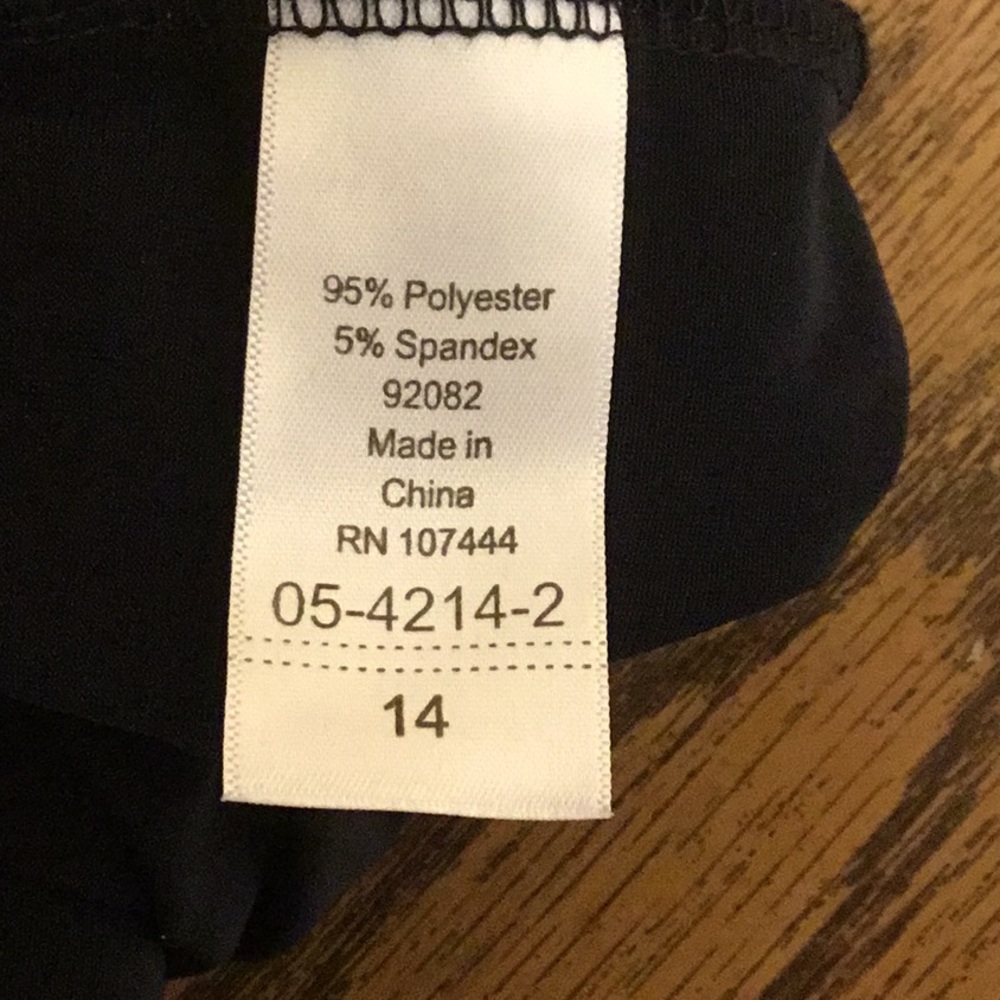 95% Polyester
5% Spandex
92082
Made in
China
RN 107444
05-4214-2
14